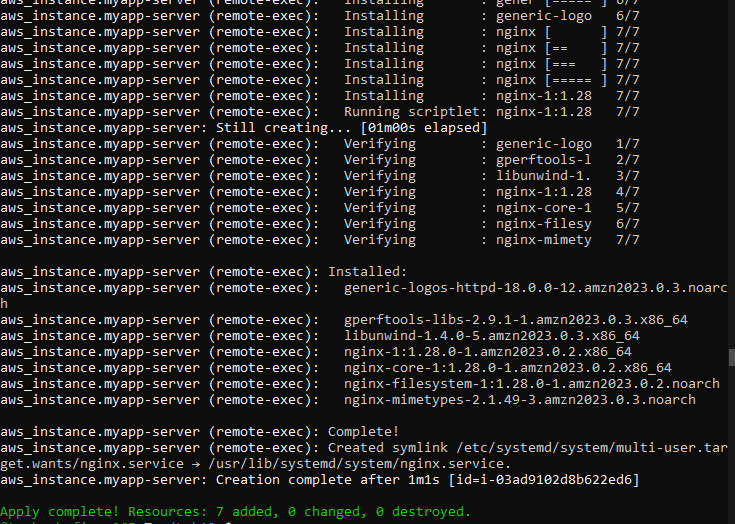 aws_instance.myapp-server (remote-exec):   Installing       : gener [===== ] 6/7
aws_instance.myapp-server (remote-exec):   Installing       : generic-logo   6/7
aws_instance.myapp-server (remote-exec):   Installing       : nginx [      ] 7/7
aws_instance.myapp-server (remote-exec):   Installing       : nginx [==    ] 7/7
aws_instance.myapp-server (remote-exec):   Installing       : nginx [===   ] 7/7
aws_instance.myapp-server (remote-exec):   Installing       : nginx [===== ] 7/7
aws_instance.myapp-server (remote-exec):   Installing       : nginx-1:1.28   7/7
aws_instance.myapp-server (remote-exec):   Running scriptlet: nginx-1:1.28   7/7
aws_instance.myapp-server: Still creating... [01m00s elapsed]
aws_instance.myapp-server (remote-exec):   Verifying        : generic-logo   1/7
aws_instance.myapp-server (remote-exec):   Verifying        : gperftools-l   2/7
aws_instance.myapp-server (remote-exec):   Verifying        : libunwind-1.   3/7
aws_instance.myapp-server (remote-exec):   Verifying        : nginx-1:1.28   4/7
aws_instance.myapp-server (remote-exec):   Verifying        : nginx-core-1   5/7
aws_instance.myapp-server (remote-exec):   Verifying        : nginx-filesy   6/7
aws_instance.myapp-server (remote-exec):   Verifying        : nginx-mimety   7/7
aws_instance.myapp-server (remote-exec): Installed:
aws_instance.myapp-server (remote-exec):   generic-logos-httpd-18.0.0-12.amzn2023.0.3.noarc
h
aws_instance.myapp-server (remote-exec):   gperftools-libs-2.9.1-1.amzn2023.0.3.x86_64
aws_instance.myapp-server (remote-exec):   libunwind-1.4.0-5.amzn2023.0.3.x86_64
aws_instance.myapp-server (remote-exec):   nginx-1:1.28.0-1.amzn2023.0.2.x86_64
aws_instance.myapp-server (remote-exec):   nginx-core-1:1.28.0-1.amzn2023.0.2.x86_64
aws_instance.myapp-server (remote-exec):   nginx-filesystem-1:1.28.0-1.amzn2023.0.2.noarch
aws_instance.myapp-server (remote-exec):   nginx-mimetypes-2.1.49-3.amzn2023.0.3.noarch
aws_instance.myapp-server (remote-exec): Complete!
aws_instance.myapp-server (remote-exec): Created symlink /etc/systemd/system/multi-user.tar
get.wants/nginx.service → /usr/lib/systemd/system/nginx.service.
aws_instance.myapp-server: Creation complete after 1m1s [id=i-03ad9102d8b622ed6]
Apply complete! Resources: 7 added, 0 changed, 0 destroyed.